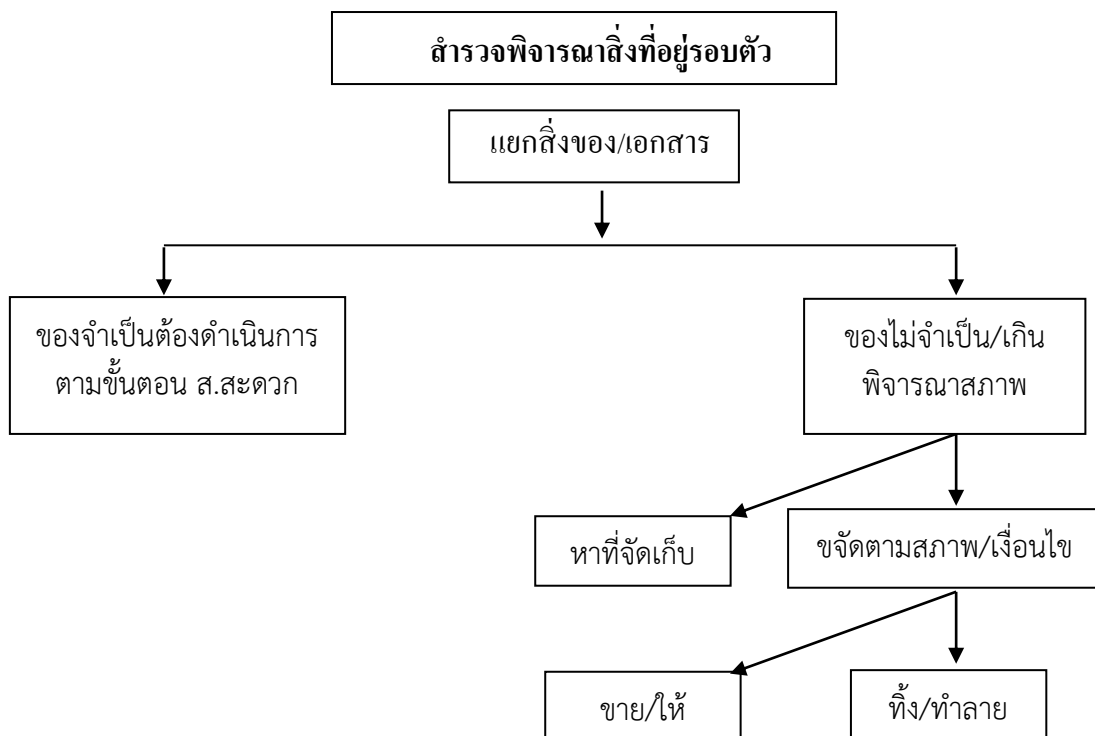 สำรวจพิจารณาสิ่งที่อยู่รอบตัว
แยกสิ่งของ/เอกสาร
ของจำเป็นต้องดำเนินการ
ตามขั้นตอน ส.สะดวก
ของไม่จำเป็น/เกิน
พิจารณาสภาพ
หาที่จัดเก็บ
ขจัดตามสภาพ/เงื่อนไข
ขาย/ให้
ทิ้ง/ทำลาย